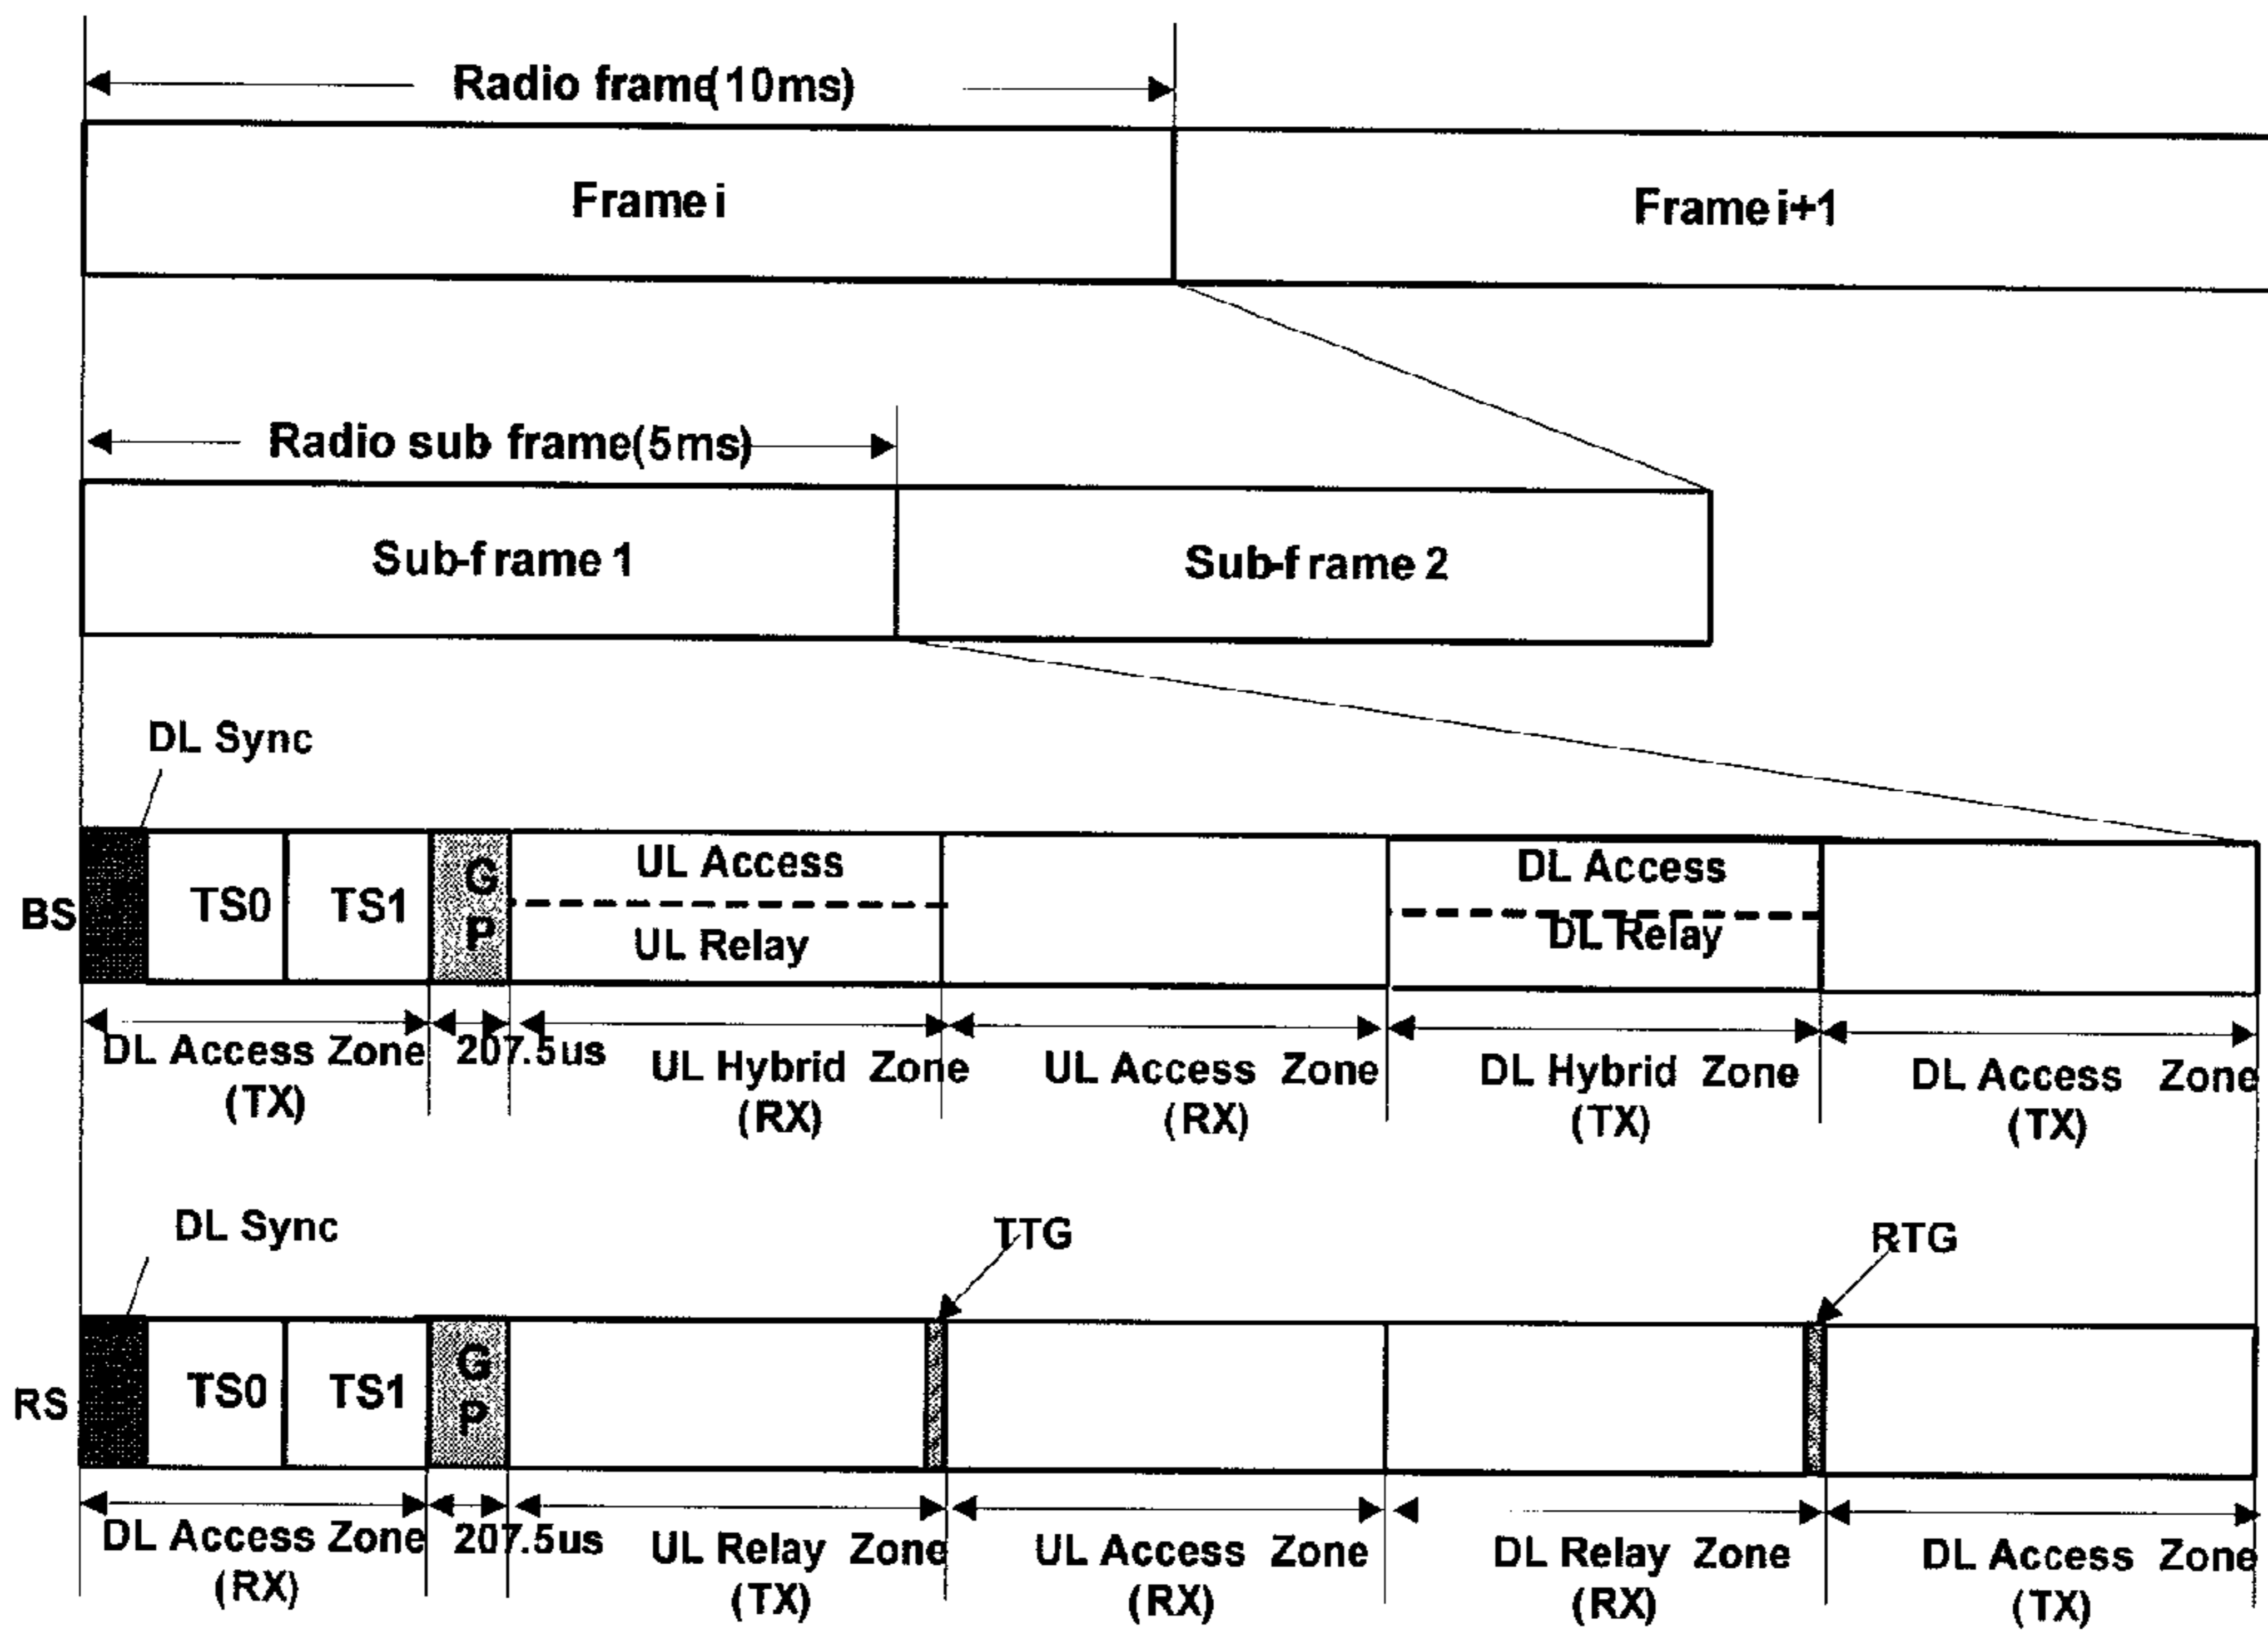 Radio frame(10ms)
Frame i
Frame i+1
Radio sub frame(5ms)
Sub-frame 1
Sub-frame 2
DL Sync
BS
TS0
TS1
G
P
UL Access
UL Relay
DL Access
DL Relay
DL Access Zone
(TX)
207.5us
UL Hybrid Zone
(RX)
UL Access Zone
(RX)
DL Hybrid Zone
(TX)
DL Access Zone
(TX)
DL Sync
TTG
RTG
RS
TS0
TS1
G
P
DL Access Zone
(RX)
207.5us
UL Relay Zone
(TX)
UL Access Zone
(RX)
DL Relay Zone
(RX)
DL Access Zone
(TX)